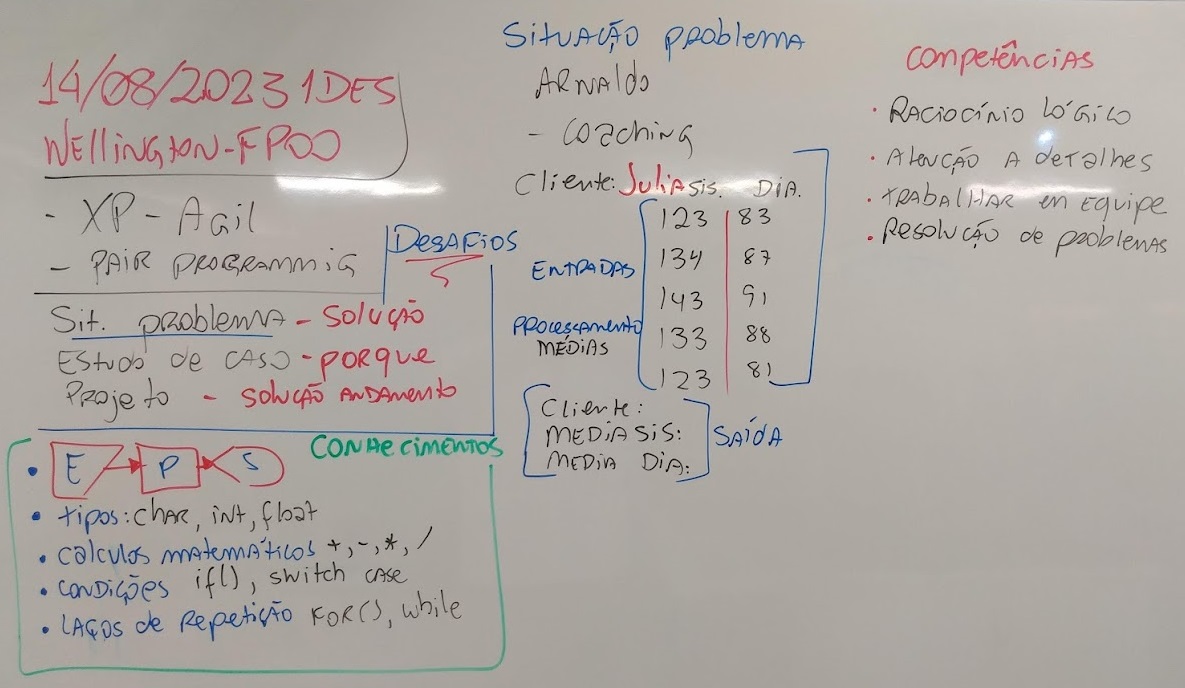 14/08/2023 1DES
WELLINGTON-FPOO
- XP - Agil
- PAIR PROGRAMMIG
DESAFIOS
Sit. problema - SOLUÇÃO
ESTUDO de CASO - PORQUE
PROJETO - SOLUÇÃO ANDAMENTO
CONHECIMENTOS
• E P S
• tipos: CHAR, int, float
• CALCULOS MATEMÁTICOS +, -, *, /
• CONDIÇÕES if(), switch CASE
• LAÇOS de REPETIÇÃO FOR(), while
SITUAÇÃO PROBLEMA
ARNALDO
- COACHING
Cliente: JULIA SIS. DIA.
123 83
ENTRADAS 134 87
143 91
PROCESSAMENTO 133 88
MÉDIAS
123 81
Cliente:
MEDIA SIS:
MEDIA DIA:
SAÍDA
COMPETÊNCIAS
• RACIOCÍNIO LÓGICO
• ATENÇÃO A detalhes
• TRABALHAR em EQUIPE
• RESOLUÇÃO de PROBLEMAS